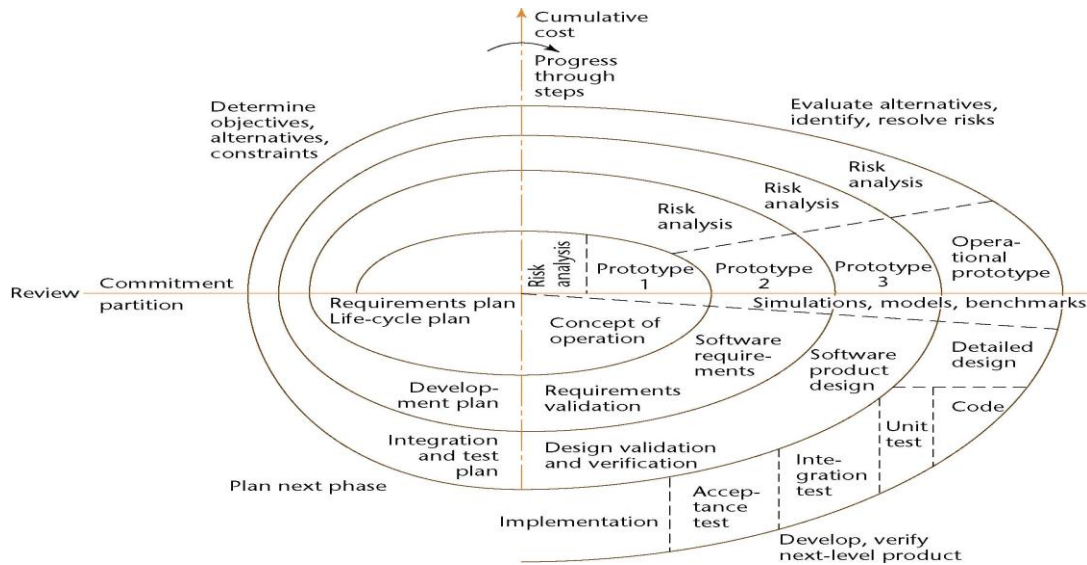 Cumulative
cost
Progress
through
steps
Determine
objectives,
alternatives,
constraints
Evaluate alternatives,
identify, resolve risks
Risk
analysis
Risk
analysis
Risk
analysis
Risk
analysis
Prototype
1
Prototype
2
Prototype
3
Opera-
tional
prototype
Review
Commitment
partition
Requirements plan
Life-cycle plan
Simulations, models, benchmarks
Concept of
operation
Software
require-
ments
Software
product
design
Detailed
design
Develop-
ment plan
Requirements
validation
Code
Unit
test
Integration
and test
plan
Design validation
and verification
Inte-
gration
test
Plan next phase
Accep-
tance
test
Implementation
Develop, verify
next-level product